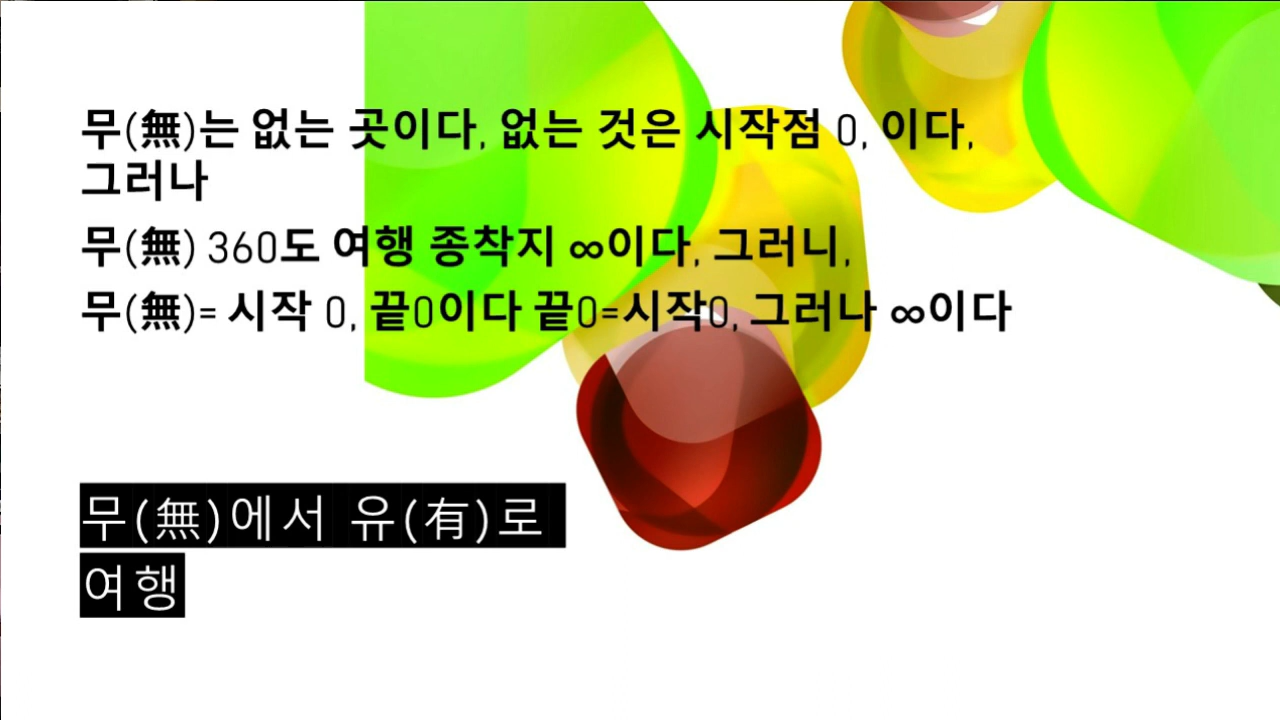 무(無)는 없는 곳이다, 없는 것은 시작점 0, 이다,
그러나
무(無) 360도 여행 종착지 ∞이다, 그러니,
무(無)= 시작 0, 끝0이다 끝0=시작0, 그러나 ∞이다
무(無)에서 유(有)로
여행